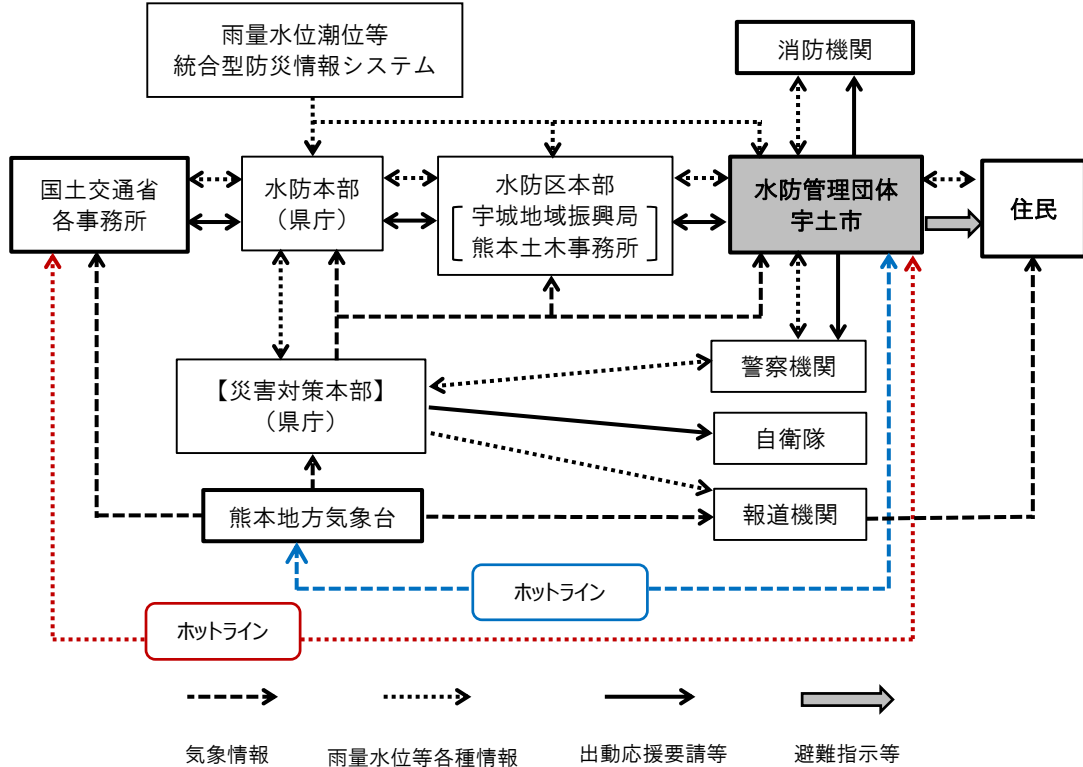 雨量水位潮位等
統合型防災情報システム
消防機関
国土交通省
各事務所
水防本部
（県庁）
水防区本部
宇城地域振興局
熊本土木事務所
水防管理団体
宇土市
住民
【災害対策本部】
（県庁）
警察機関
自衛隊
熊本地方気象台
報道機関
ホットライン
ホットライン
気象情報
雨量水位等各種情報
出動応援要請等
避難指示等